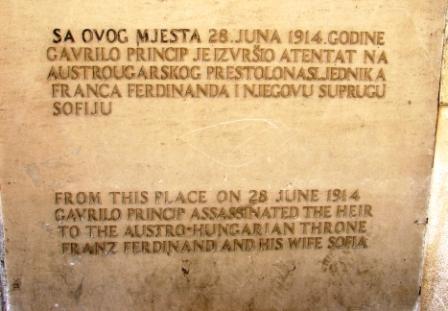 SA OVOG MJESTA 28. JUNA 1914. GODINE
GAVRILO PRINCIP JE IZVRŠIO ATENTAT NA
AUSTROUGARSKOG PRESTOLONASLJEDNIKA
FRANCA FERDINANDA I NJEGOVU SUPRUGU
SOFIJU
FROM THIS PLACE ON 28 JUNE 1914
GAVRILO PRINCIP ASSASSINATED THE HEIR
TO THE AUSTRO-HUNGARIAN THRONE
FRANZ FERDINAND AND HIS WIFE SOFIA